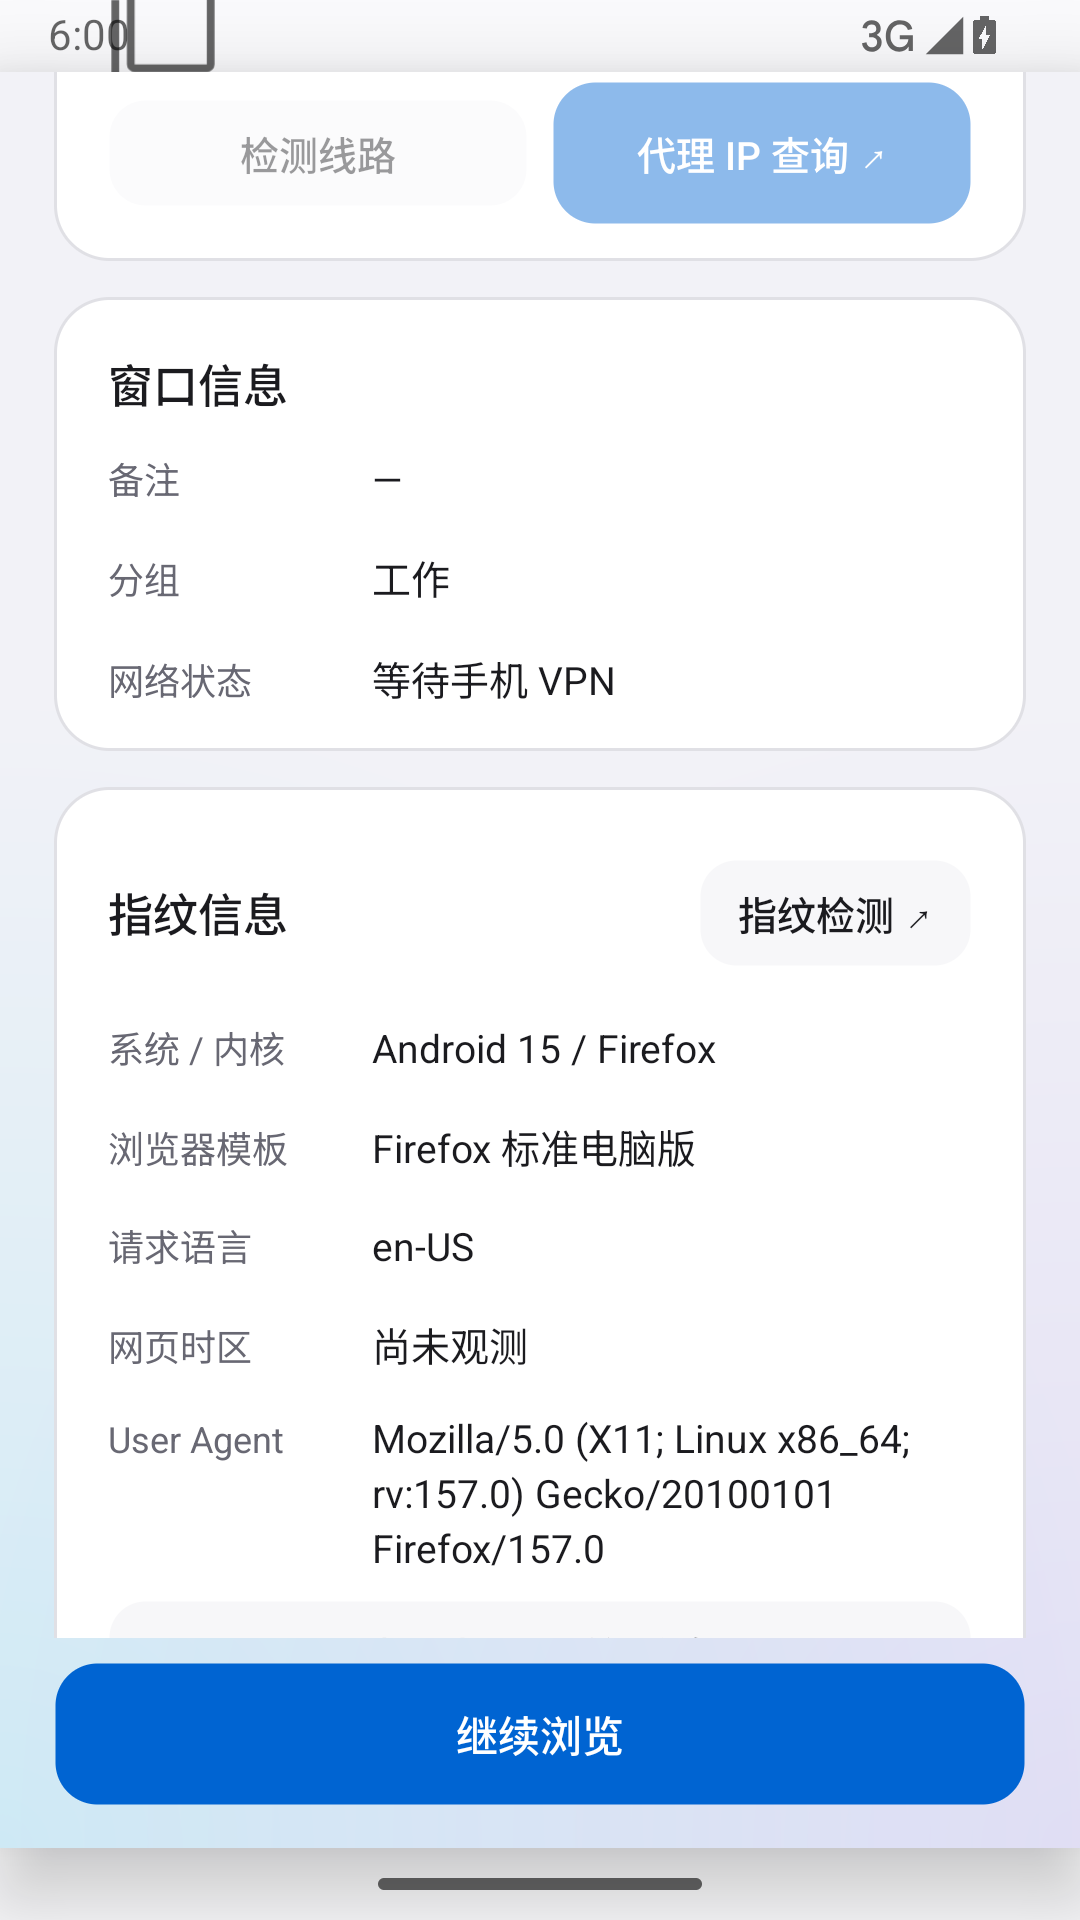 6:00
3G
检测线路
代理 IP 查询 ↗
窗口信息
备注
—
分组
工作
网络状态
等待手机 VPN
指纹信息
指纹检测 ↗
系统 / 内核
Android 15 / Firefox
浏览器模板
Firefox 标准电脑版
请求语言
en-US
网页时区
尚未观测
User Agent
Mozilla/5.0 (X11; Linux x86_64;
rv:157.0) Gecko/20100101
Firefox/157.0
继续浏览